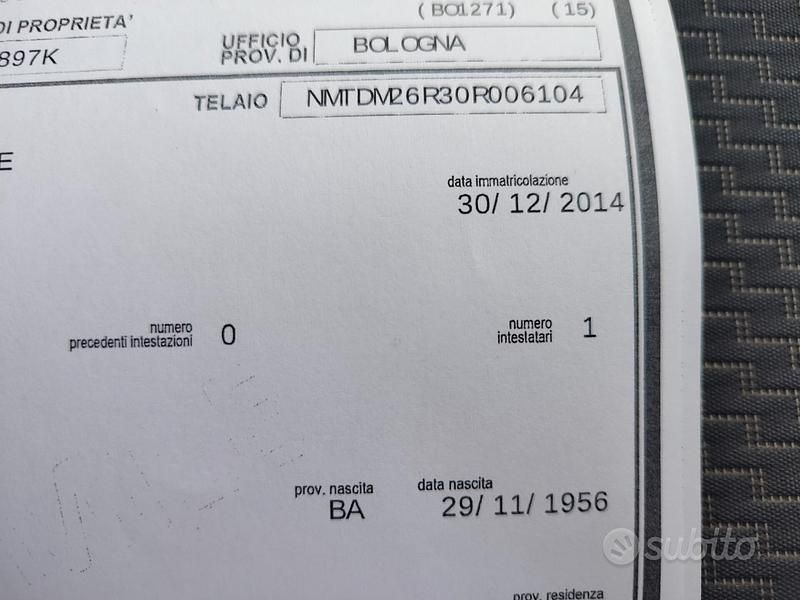 (BO1271) (15)
DI PROPRIETA'
897K
UFFICIO
PROV. DI
BOLOGNA
TELAIO
NMTDM26R30R006104
E
data immatricolazione
30/ 12/ 2014
numero
precedenti intestazioni
0
numero
intestatari
1
prov. nascita
BA
data nascita
29/ 11/ 1956
subito
prov. residenza